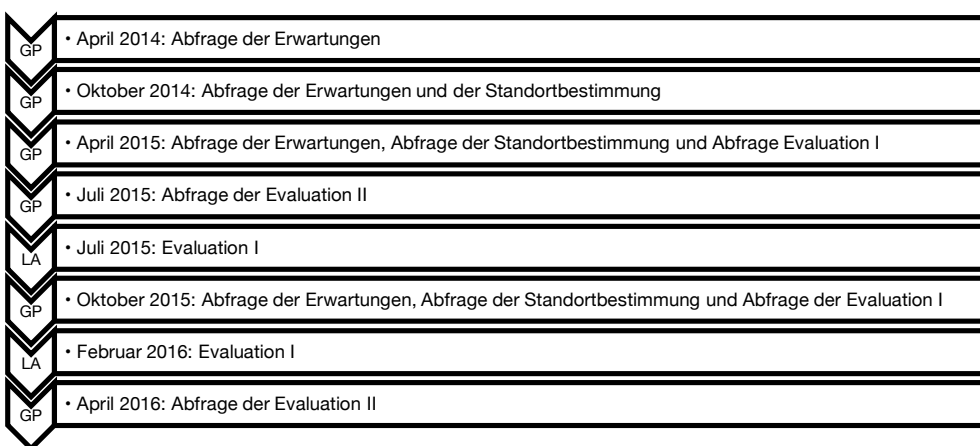 GP
• April 2014: Abfrage der Erwartungen
GP
• Oktober 2014: Abfrage der Erwartungen und der Standortbestimmung
GP
• April 2015: Abfrage der Erwartungen, Abfrage der Standortbestimmung und Abfrage Evaluation I
GP
• Juli 2015: Abfrage der Evaluation II
LA
• Juli 2015: Evaluation I
GP
• Oktober 2015: Abfrage der Erwartungen, Abfrage der Standortbestimmung und Abfrage der Evaluation I
LA
• Februar 2016: Evaluation I
GP
• April 2016: Abfrage der Evaluation II